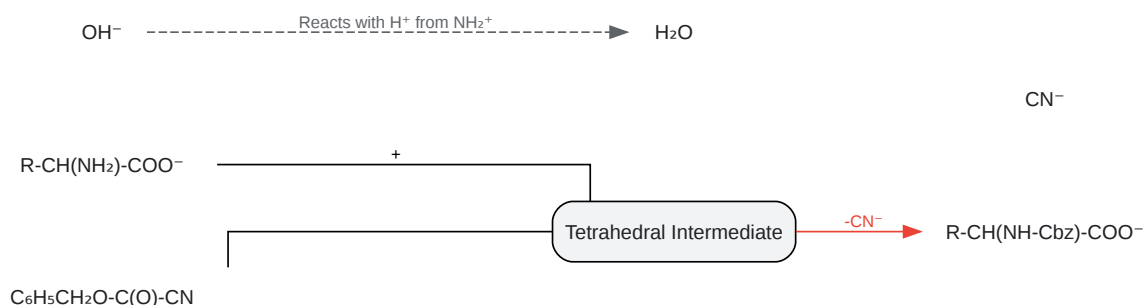 Reacts with H⁺ from NH₂⁺
OH⁻
H₂O
CN⁻
+
R-CH(NH₂)-COO⁻
-CN⁻
Tetrahedral Intermediate
R-CH(NH-Cbz)-COO⁻
C₆H₅CH₂O-C(O)-CN